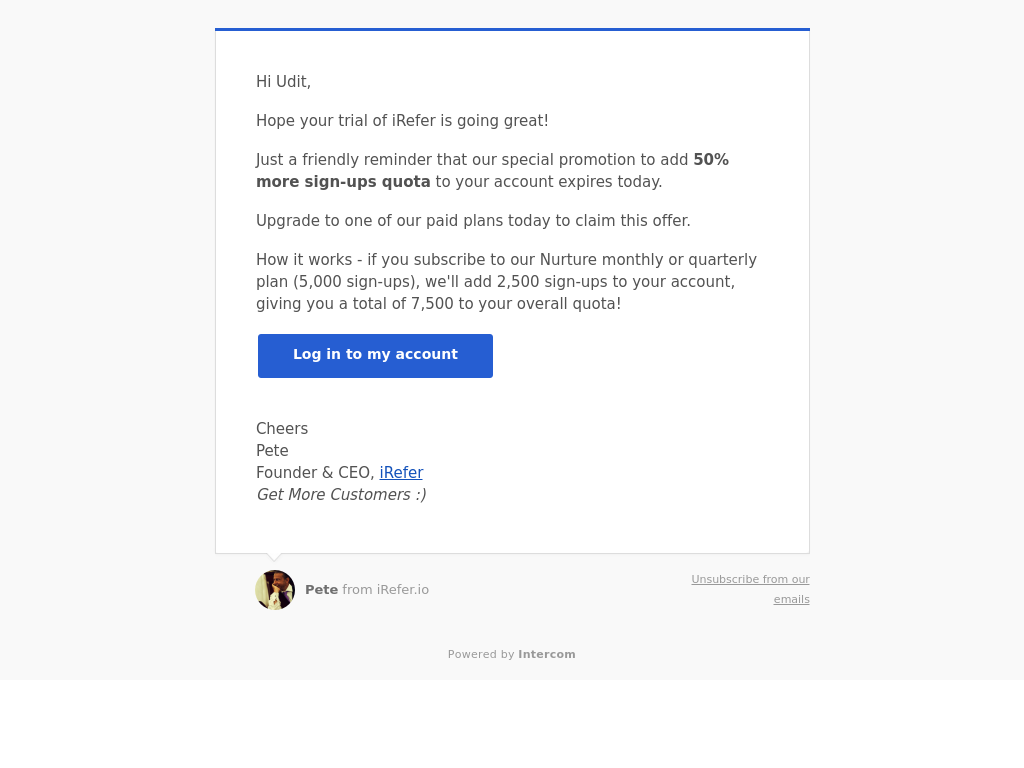 Hi Udit,
Hope your trial of iRefer is going great!
Just a friendly reminder that our special promotion to add 50%
more sign-ups quota to your account expires today.
Upgrade to one of our paid plans today to claim this offer.
How it works - if you subscribe to our Nurture monthly or quarterly
plan (5,000 sign-ups), we'll add 2,500 sign-ups to your account,
giving you a total of 7,500 to your overall quota!
Log in to my account
Cheers
Pete
Founder & CEO, iRefer
Get More Customers :)
Pete from iRefer.io
Unsubscribe from our
emails
Powered by Intercom